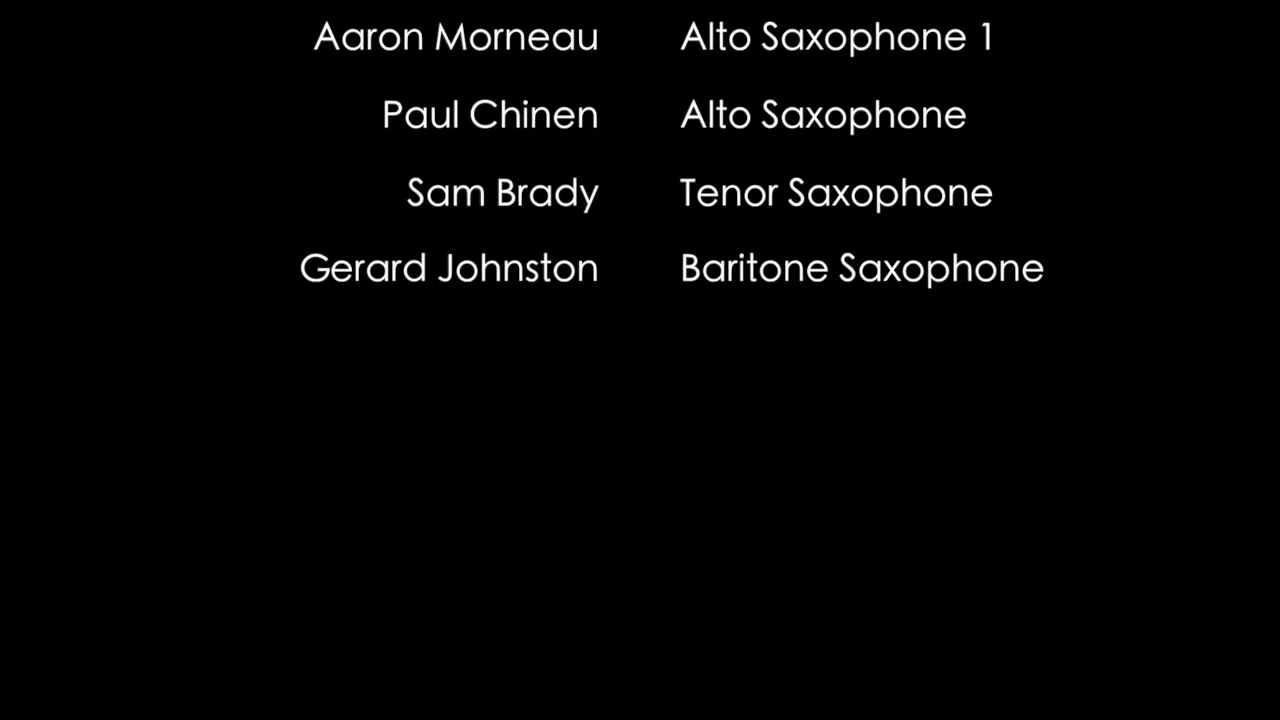 Aaron Morneau Alto Saxophone 1
Paul Chinen Alto Saxophone
Sam Brady Tenor Saxophone
Gerard Johnston Baritone Saxophone